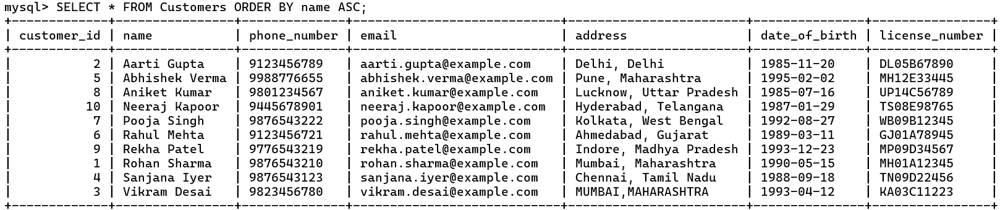 mysql> SELECT * FROM Customers ORDER BY name ASC;
+-------------+----------------+--------------+----------------------------+------------------------+---------------+----------------+
| customer_id | name           | phone_number | email                      | address                | date_of_birth | license_number |
+-------------+----------------+--------------+----------------------------+------------------------+---------------+----------------+
|           2 | Aarti Gupta    | 9123456789   | aarti.gupta@example.com    | Delhi, Delhi           | 1985-11-20    | DL05B67890     |
|           5 | Abhishek Verma | 9988776655   | abhishek.verma@example.com | Pune, Maharashtra      | 1995-02-02    | MH12E33445     |
|           8 | Aniket Kumar   | 9801234567   | aniket.kumar@example.com   | Lucknow, Uttar Pradesh | 1985-07-16    | UP14C56789     |
|          10 | Neeraj Kapoor  | 9445678901   | neeraj.kapoor@example.com  | Hyderabad, Telangana   | 1987-01-29    | TS08E98765     |
|           7 | Pooja Singh    | 9876543222   | pooja.singh@example.com    | Kolkata, West Bengal   | 1992-08-27    | WB09B12345     |
|           6 | Rahul Mehta    | 9123456721   | rahul.mehta@example.com    | Ahmedabad, Gujarat     | 1989-03-11    | GJ01A78945     |
|           9 | Rekha Patel    | 9776543219   | rekha.patel@example.com    | Indore, Madhya Pradesh | 1993-12-23    | MP09D34567     |
|           1 | Rohan Sharma   | 9876543210   | rohan.sharma@example.com   | Mumbai, Maharashtra    | 1990-05-15    | MH01A12345     |
|           4 | Sanjana Iyer   | 9876543123   | sanjana.iyer@example.com   | Chennai, Tamil Nadu    | 1988-09-18    | TN09D22456     |
|           3 | Vikram Desai   | 9823456780   | vikram.desai@example.com   | MUMBAI,MAHARASHTRA     | 1993-04-12    | KA03C11223     |
+-------------+----------------+--------------+----------------------------+------------------------+---------------+----------------+